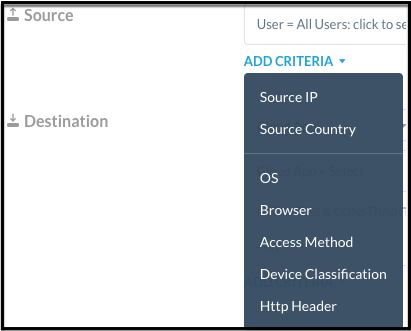 Source
User = All Users: click to se
ADD CRITERIA
Source IP
Source Country
Destination
OS
Browser
Access Method
Device Classification
Http Header